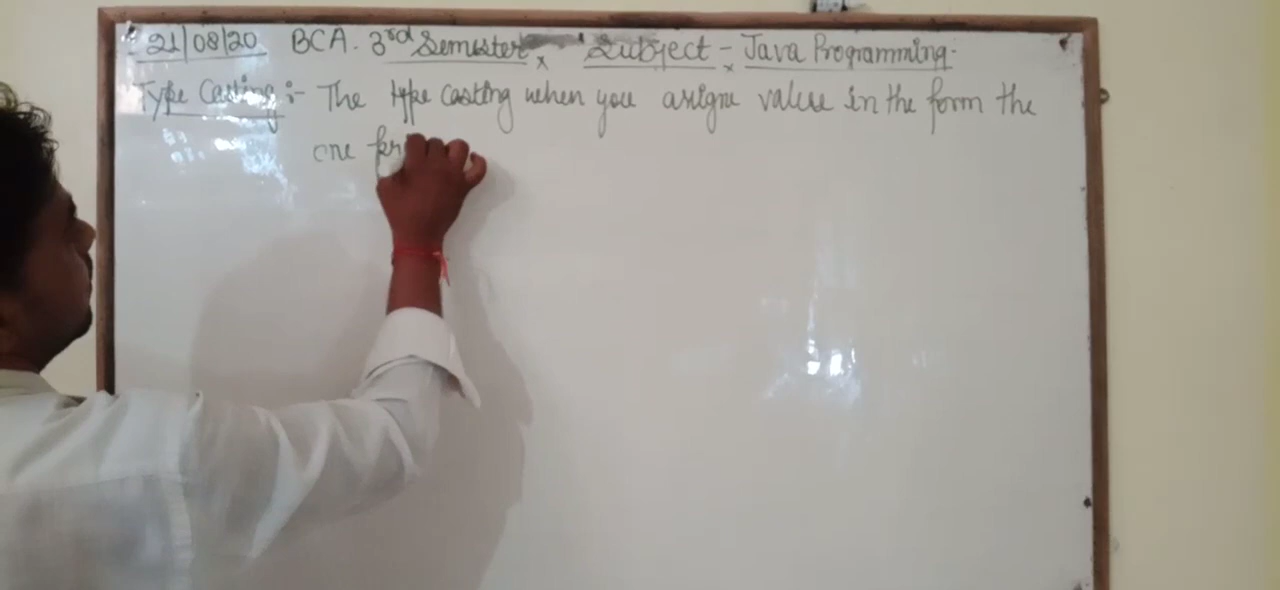 21/08/20 BCA. 3rd Semester x Subject - x Java Programming.
Type Casting :- The type casting when you assigne value in the form the
one